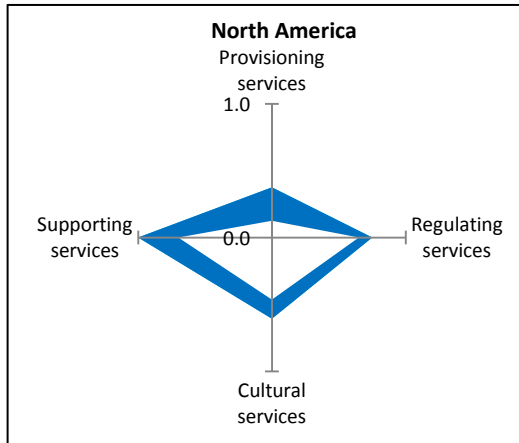 North America
Provisioning
services
1.0
Supporting
services
0.0
Regulating
services
Cultural
services